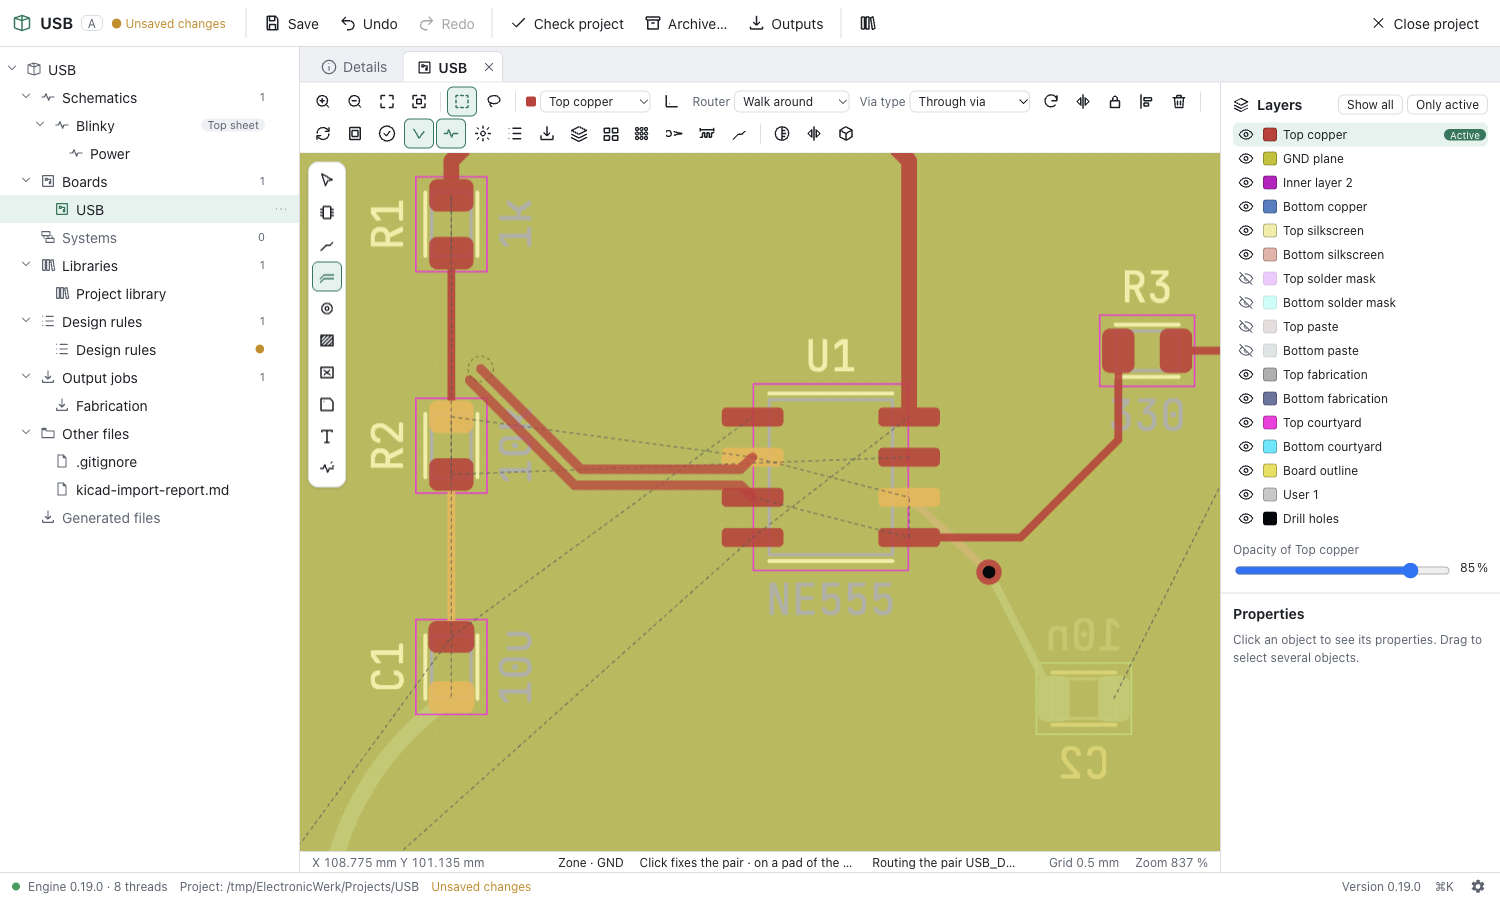 USB A Unsaved changes Save Undo Redo Check project Archive... Outputs Close project
USB
Schematics 1
Blinky Top sheet
Power
Boards 1
USB
Systems 0
Libraries 1
Project library
Design rules 1
Design rules
Output jobs 1
Fabrication
Other files
.gitignore
kicad-import-report.md
Generated files
Details USB
Top copper Router Walk around Via type Through via
R1
1k
R2
C1
10u
U1
NE555
R3
330
10n
C2
X 108.775 mm Y 101.135 mm Zone · GND Click fixes the pair · on a pad of the ... Routing the pair USB_D... Grid 0.5 mm Zoom 837 %
Layers Show all Only active
Top copper Active
GND plane
Inner layer 2
Bottom copper
Top silkscreen
Bottom silkscreen
Top solder mask
Bottom solder mask
Top paste
Bottom paste
Top fabrication
Bottom fabrication
Top courtyard
Bottom courtyard
Board outline
User 1
Drill holes
Opacity of Top copper
85 %
Properties
Click an object to see its properties. Drag to
select several objects.
Engine 0.19.0 · 8 threads Project: /tmp/ElectronicWerk/Projects/USB Unsaved changes Version 0.19.0 ⌘K